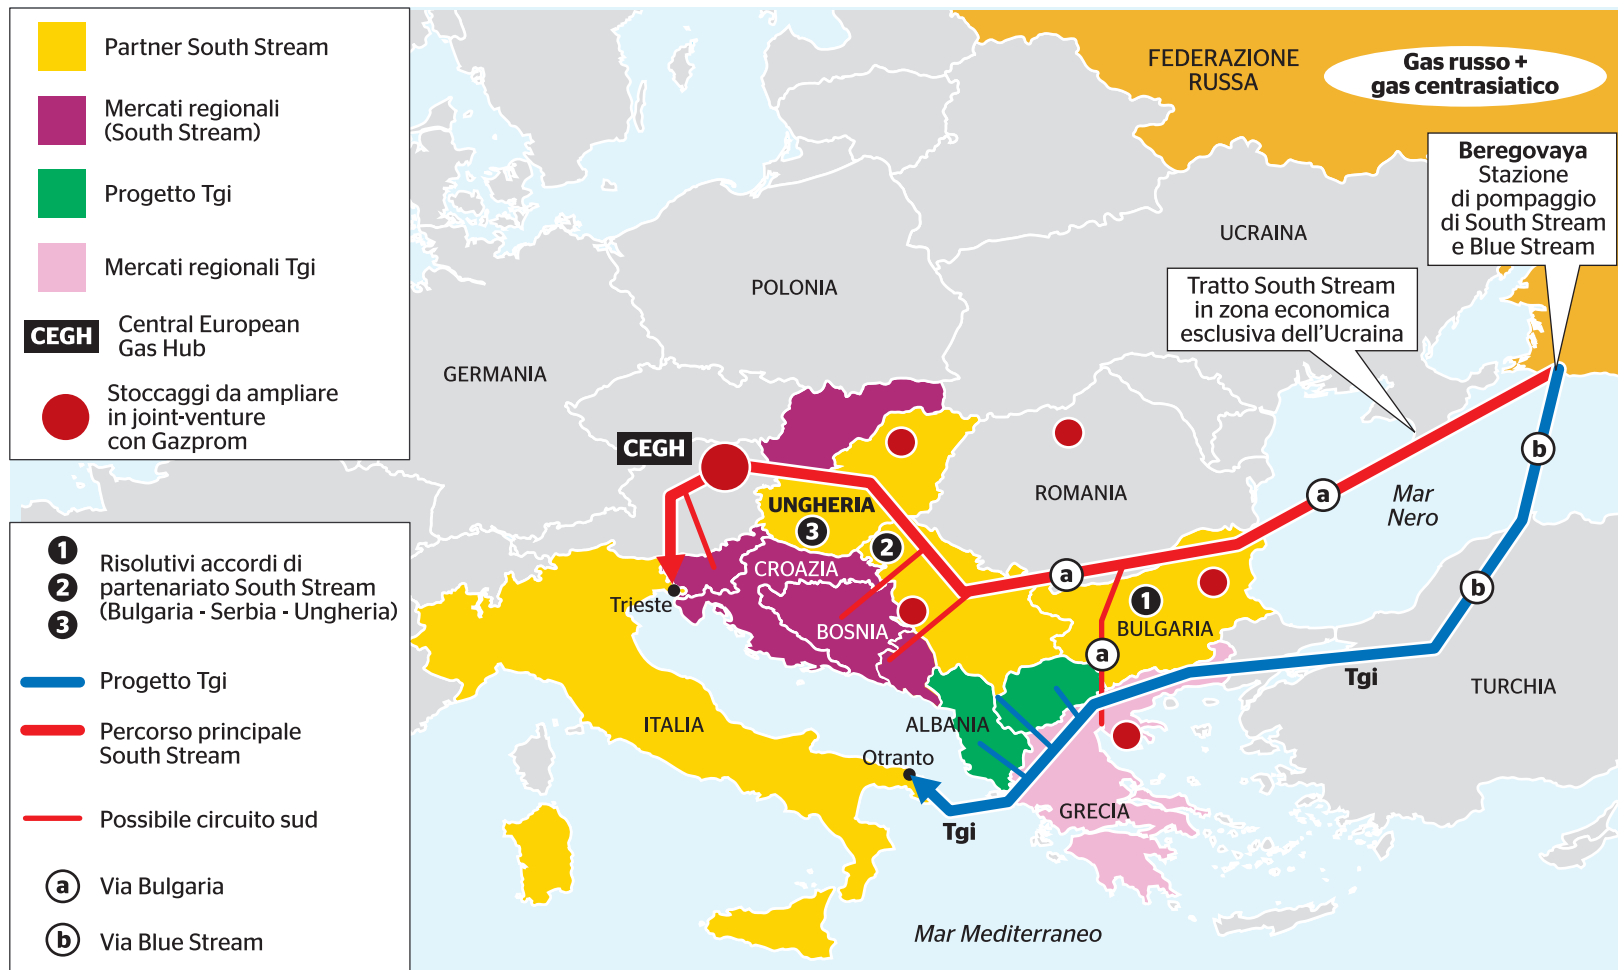 Partner South Stream
Mercati regionali
(South Stream)
Progetto Tgi
Mercati regionali Tgi
CEGH
Central European
Gas Hub
Stoccaggi da ampliare
in joint-venture
con Gazprom
1
2
3
Risolutivi accordi di
partenariato South Stream
(Bulgaria - Serbia - Ungheria)
Progetto Tgi
Percorso principale
South Stream
Possibile circuito sud
a
Via Bulgaria
b
Via Blue Stream
FEDERAZIONE
RUSSA
Gas russo +
gas centrasiatico
Beregovaya
Stazione
di pompaggio
di South Stream
e Blue Stream
UCRAINA
Tratto South Stream
in zona economica
esclusiva dell'Ucraina
POLONIA
GERMANIA
CEGH
UNGHERIA
3
2
ROMANIA
a
Mar
Nero
b
CROAZIA
Trieste
BOSNIA
a
1
BULGARIA
b
a
Tgi
TURCHIA
ITALIA
ALBANIA
Otranto
GRECIA
Tgi
Mar Mediterraneo